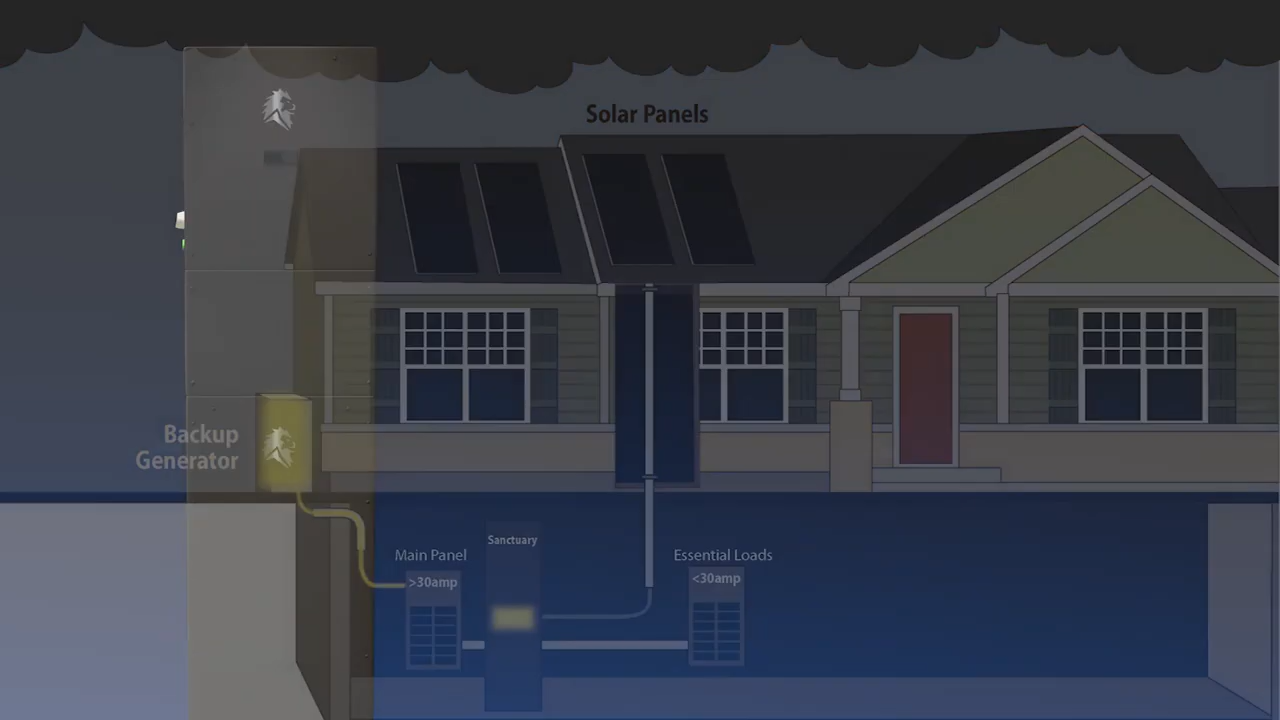 Solar Panels
Backup
Generator
Main Panel
>30amp
Sanctuary
Essential Loads
<30amp